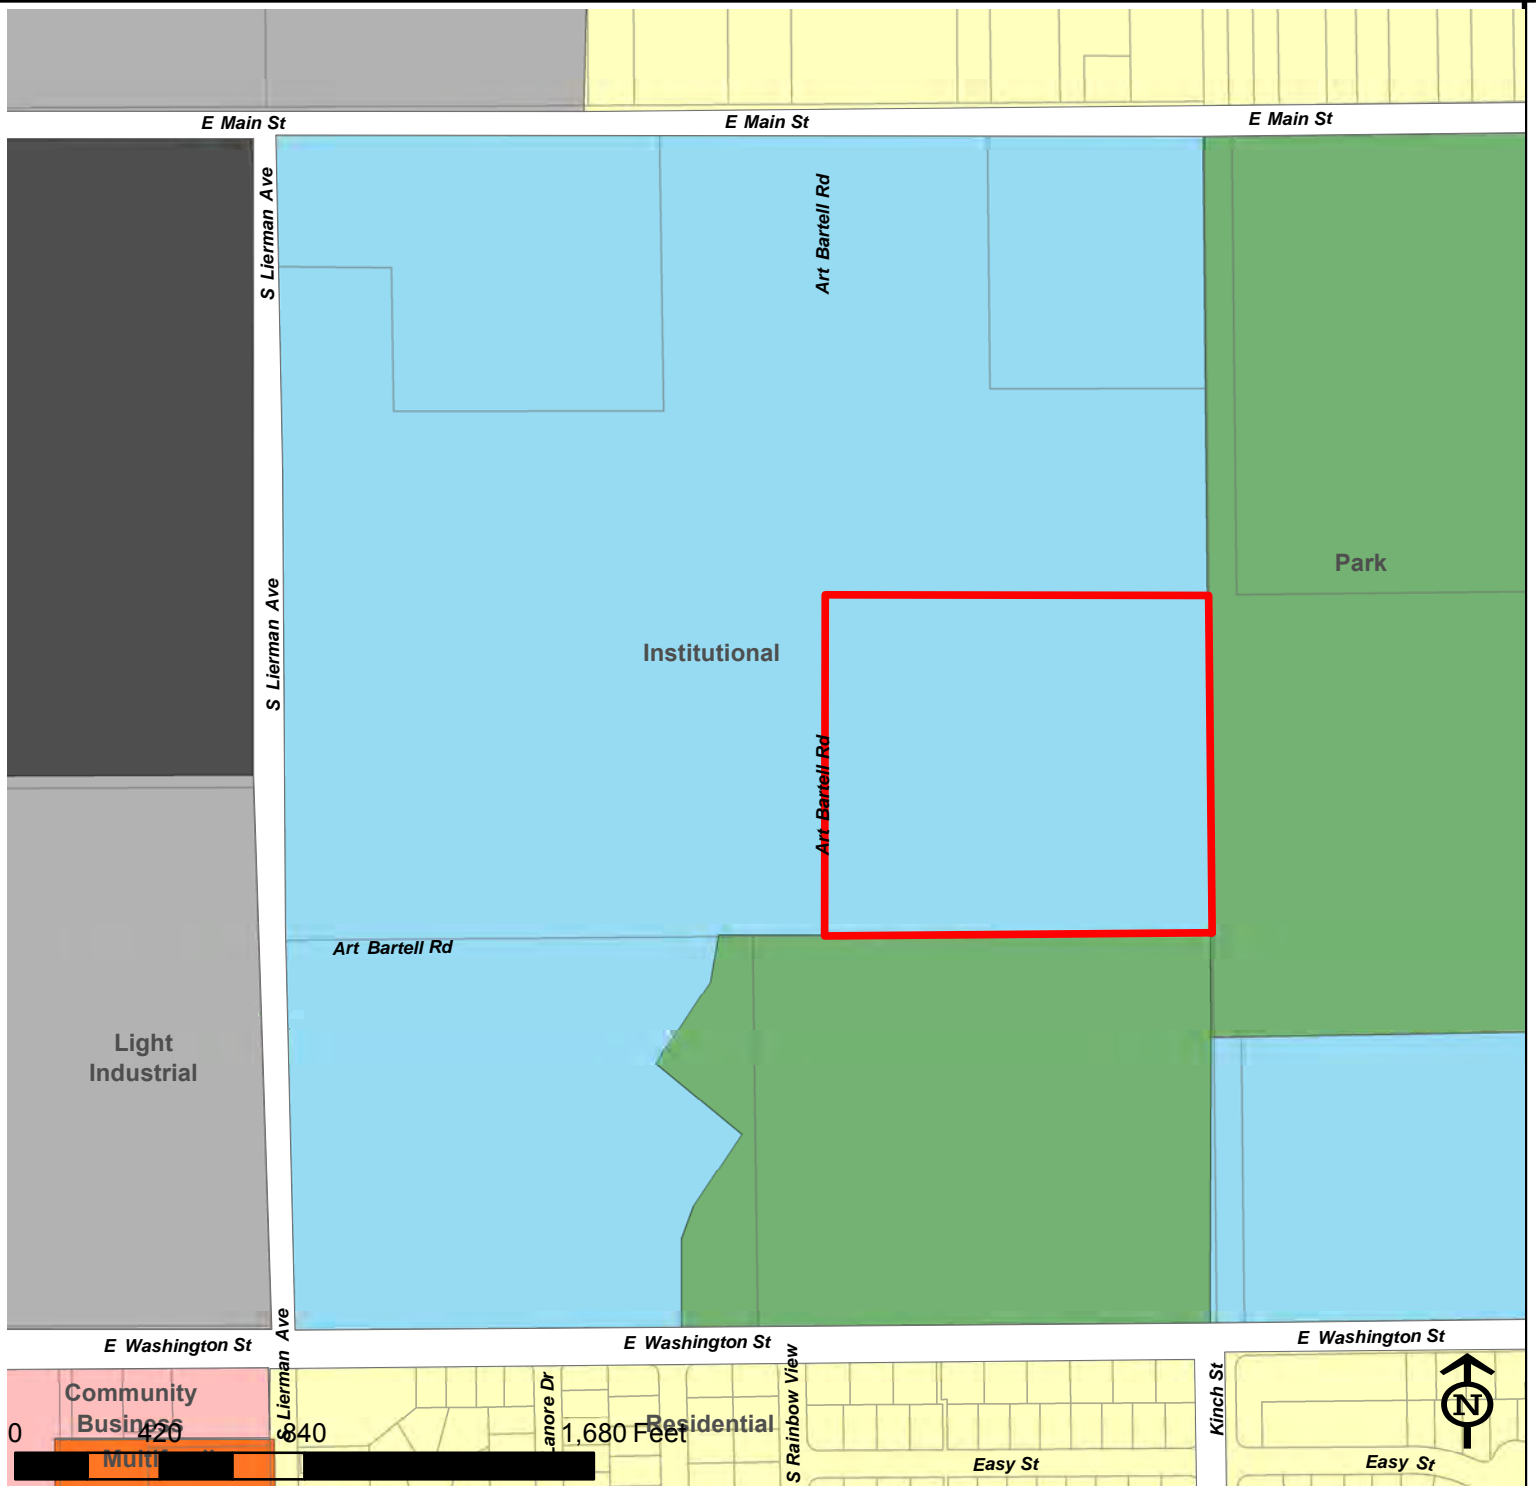 E Main St
E Main St
E Main St
S Lierman Ave
Art Bartell Rd
Park
S Lierman Ave
Institutional
Art Bartell Rd
Art Bartell Rd
Light
Industrial
E Washington St
E Washington St
E Washington St
S Lierman Ave
Lanore Dr
S Rainbow View
Kinch St
Community
Business
Residential
0 420 840 1,680 Feet
N
Easy St
Easy St